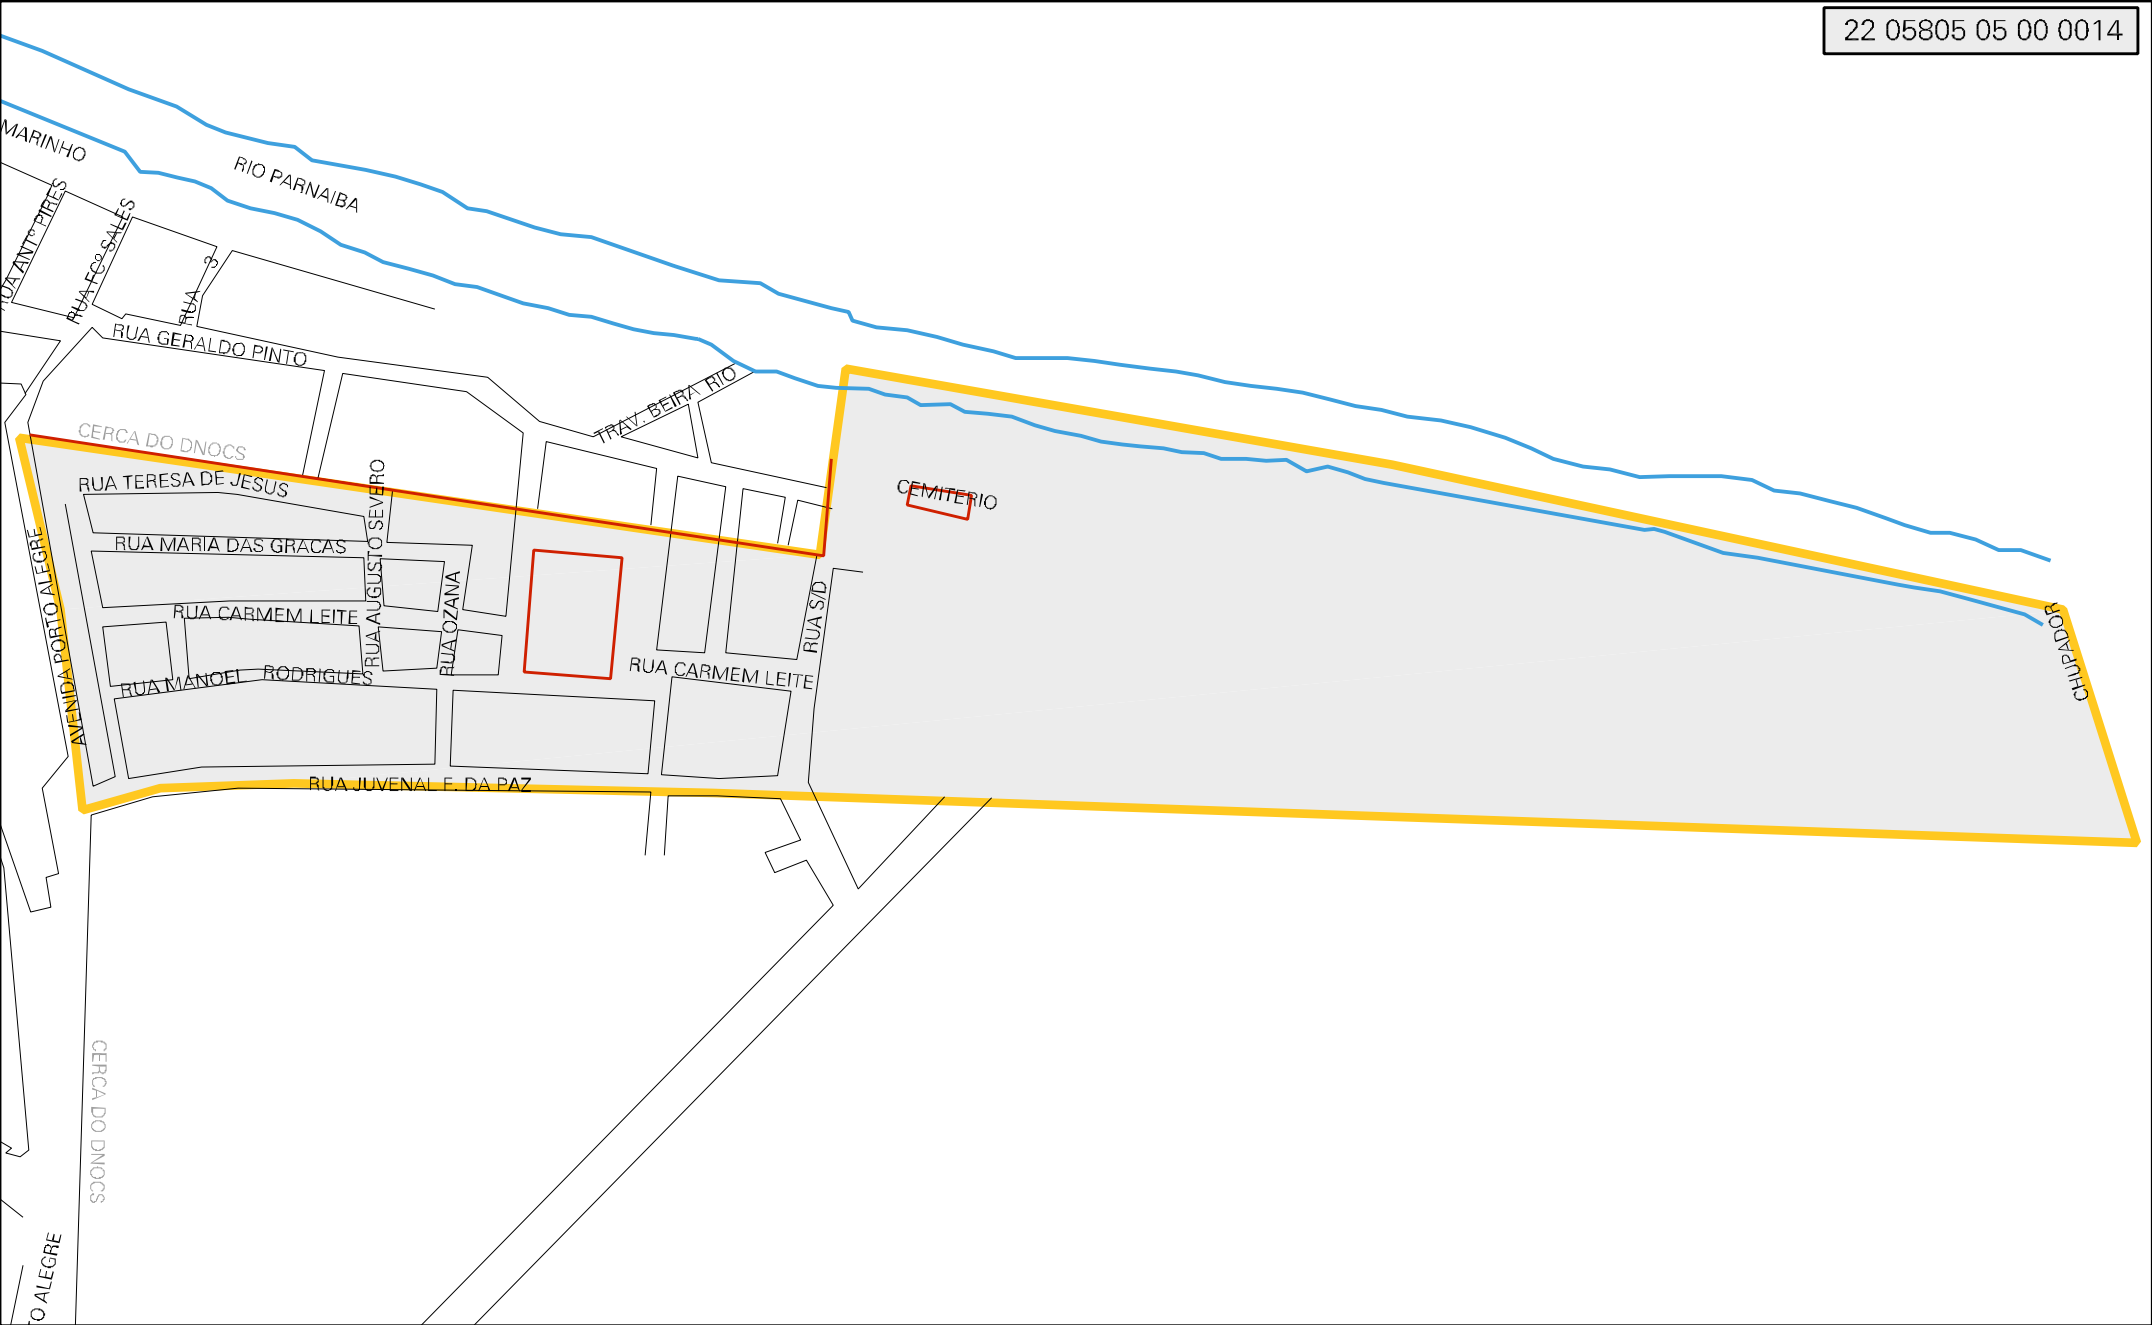 22 05805 05 00 0014
MARINHO
RIO PARNAIBA
RUA ANTº PIRES
RUA FCº SALES
RUA 3
RUA GERALDO PINTO
TRAV. BEIRA RIO
CERCA DO DNOCS
RUA TERESA DE JESUS
RUA AUGUSTO SEVERO
CEMITERIO
RUA MARIA DAS GRACAS
AVENIDA PORTO ALEGRE
RUA OZANA
RUA S/D
RUA CARMEM LEITE
CHUPADOR
RUA CARMEM LEITE
RUA MANOEL RODRIGUES
RUA JUVENAL F. DA PAZ
CERCA DO DNOCS
TO ALEGRE